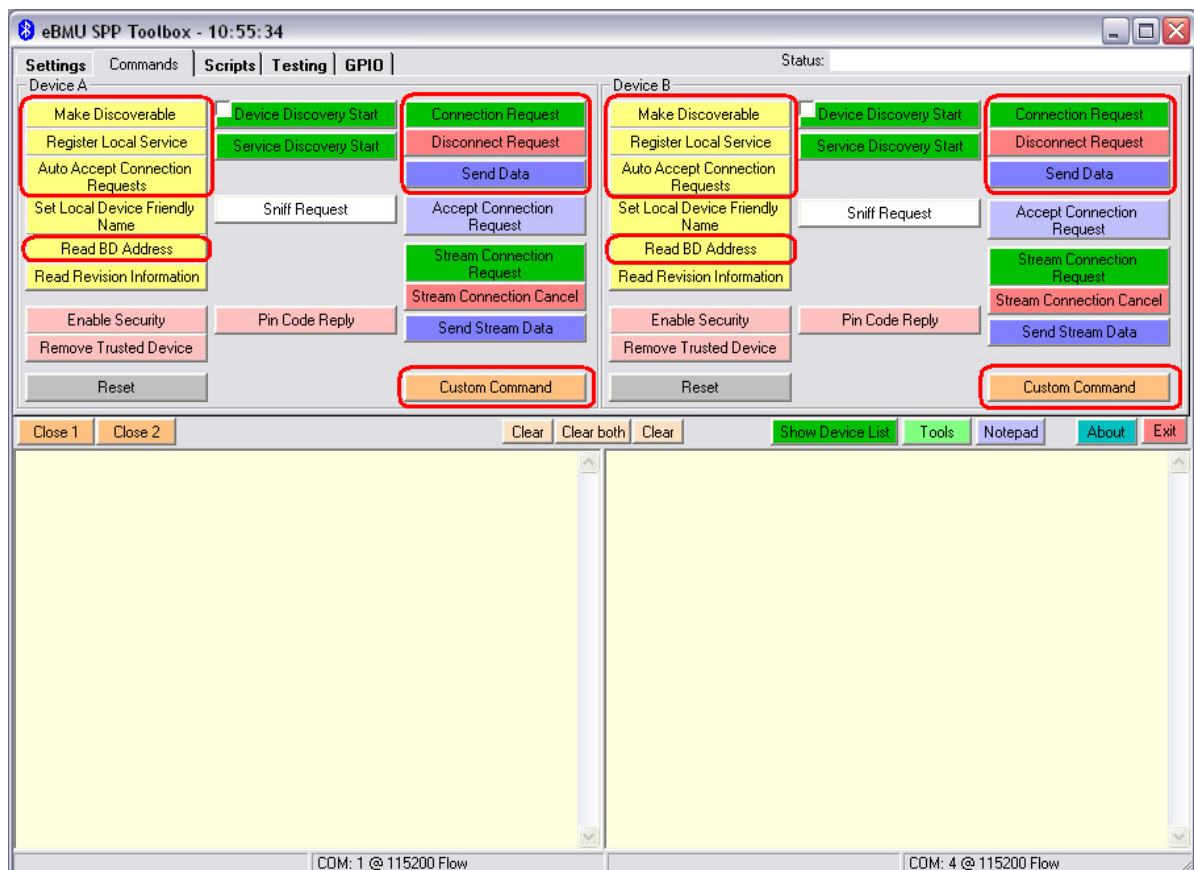 eBMU SPP Toolbox - 10:55:34
Settings Commands Scripts Testing GPIO
Status:
Device A
Make Discoverable
Device Discovery Start
Connection Request
Register Local Service
Service Discovery Start
Disconnect Request
Auto Accept Connection
Requests
Send Data
Set Local Device Friendly
Name
Sniff Request
Accept Connection
Request
Read BD Address
Stream Connection
Request
Read Revision Information
Stream Connection Cancel
Enable Security
Pin Code Reply
Send Stream Data
Remove Trusted Device
Reset
Custom Command
Device B
Make Discoverable
Device Discovery Start
Connection Request
Register Local Service
Service Discovery Start
Disconnect Request
Auto Accept Connection
Requests
Send Data
Set Local Device Friendly
Name
Sniff Request
Accept Connection
Request
Read BD Address
Stream Connection
Request
Read Revision Information
Stream Connection Cancel
Enable Security
Pin Code Reply
Send Stream Data
Remove Trusted Device
Reset
Custom Command
Close 1 Close 2 Clear Clear both Clear Show Device List Tools Notepad About Exit
COM: 1 @ 115200 Flow
COM: 4 @ 115200 Flow